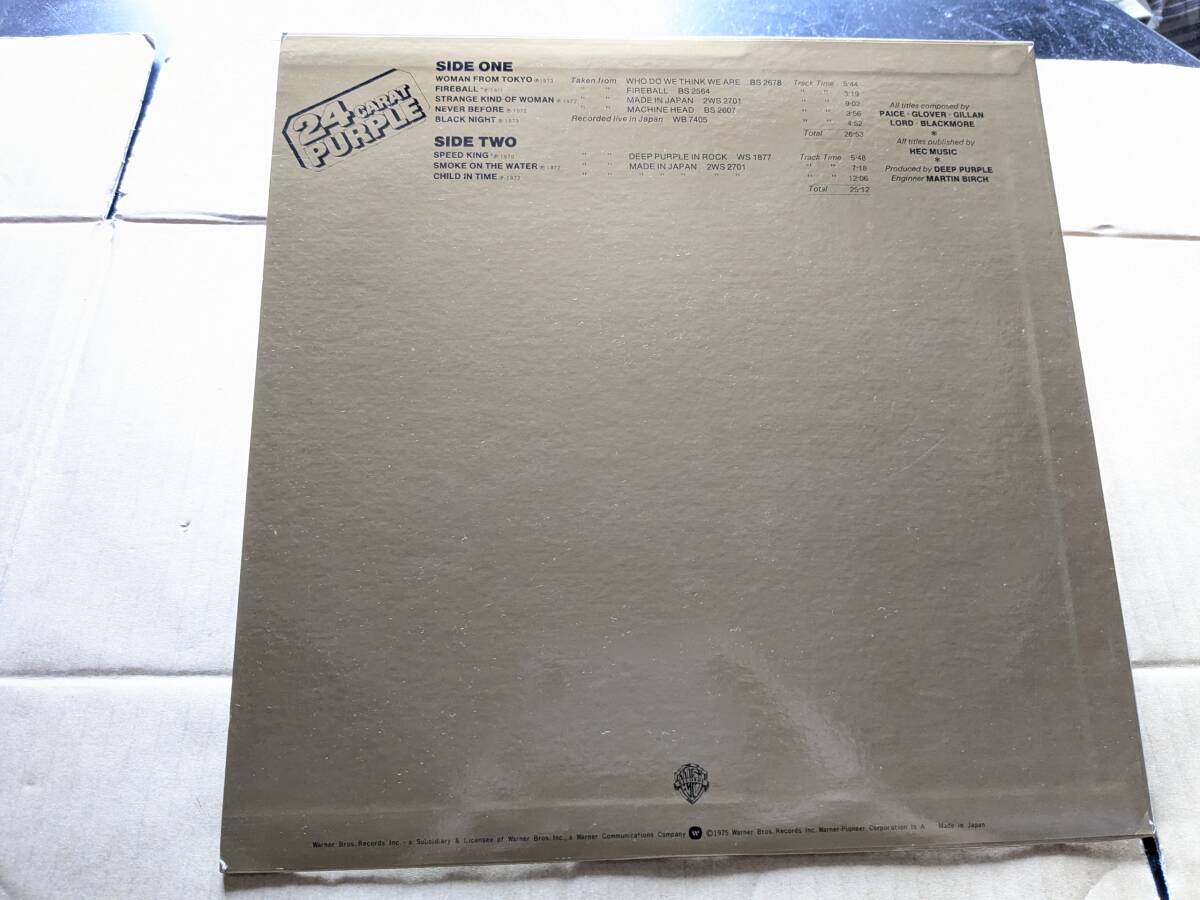 24 CARAT
PURPLE
SIDE ONE
WOMAN FROM TOKYO ℗1973 Taken from WHO DO WE THINK WE ARE BS 2678 Track Time 5:44
FIREBALL ℗1971 " " FIREBALL BS 2564 " " 3:19
STRANGE KIND OF WOMAN ℗1972 " " MADE IN JAPAN 2WS 2701 " " 9:02
NEVER BEFORE ℗1972 " " MACHINE HEAD BS 2607 " " 3:56
BLACK NIGHT ℗1973 Recorded live in Japan WB 7405 " " 4:52
Total 26:53
SIDE TWO
SPEED KING ℗1970 " " DEEP PURPLE IN ROCK WS 1877 Track Time 5:48
SMOKE ON THE WATER ℗1972 " " MADE IN JAPAN 2WS 2701 " " 7:18
CHILD IN TIME ℗1972 " " " " " " " " 12:06
Total 25:12
All titles composed by
PAICE · GLOVER · GILLAN
LORD · BLACKMORE
*
All titles published by
HEC MUSIC
*
Produced by DEEP PURPLE
Enginner MARTIN BIRCH
Warner Bros. Records Inc. - a Subsidiary & Licensee of Warner Bros. Inc., a Warner Communications Company ©1975 Warner Bros. Records Inc. Warner-Pioneer Corporation Is A Made in Japan